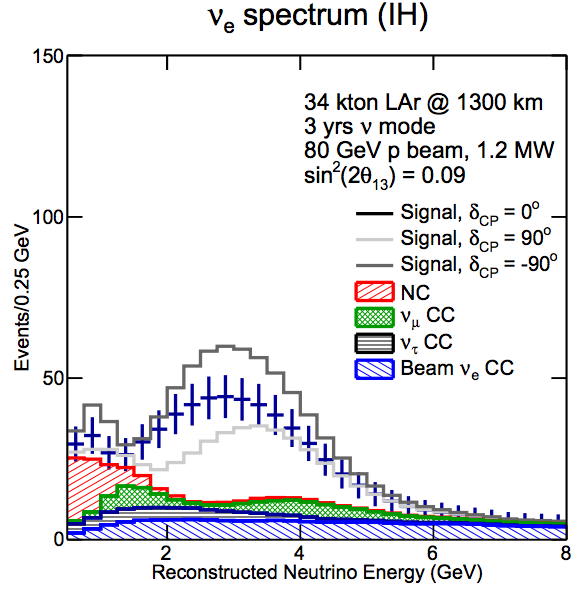 νe spectrum (IH)
150
34 kton LAr @ 1300 km
3 yrs ν mode
80 GeV p beam, 1.2 MW
sin²(2θ13) = 0.09
100
Signal, δCP = 0°
Signal, δCP = 90°
Signal, δCP = -90°
NC
νμ CC
ντ CC
Beam νe CC
Events/0.25 GeV
50
0
2 4 6 8
Reconstructed Neutrino Energy (GeV)